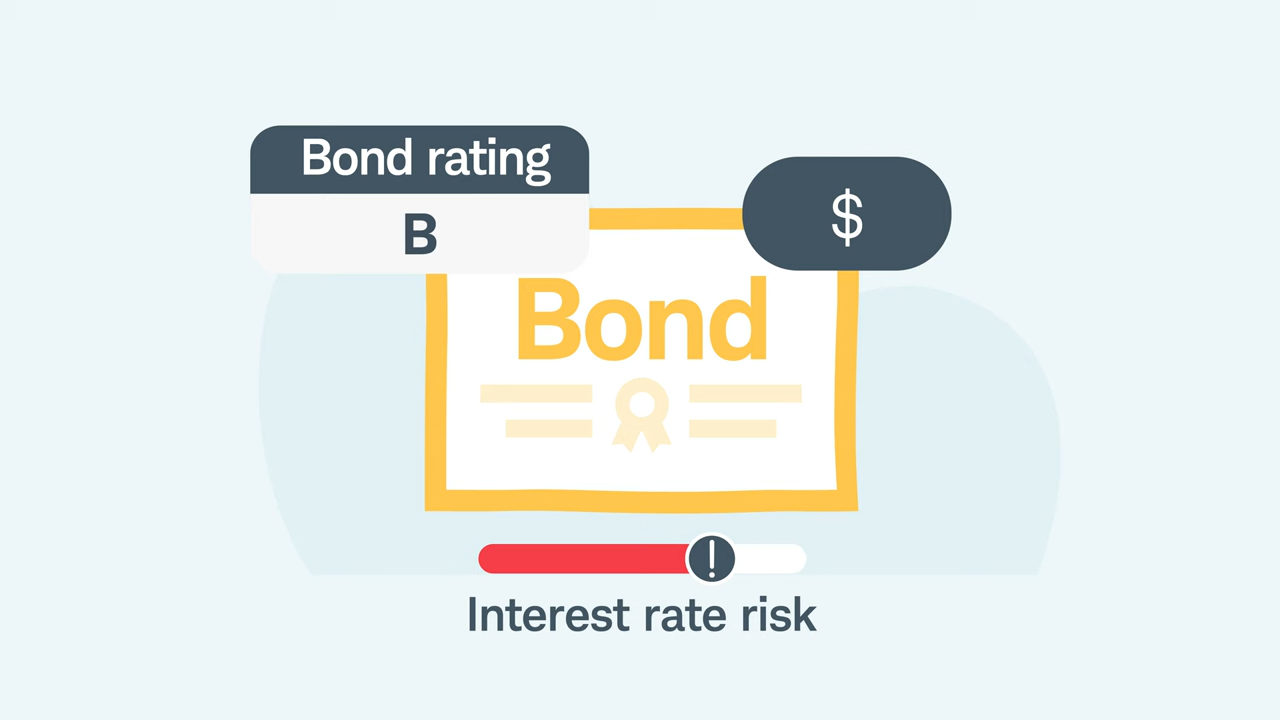 Bond rating
B
$
Bond
!
Interest rate risk